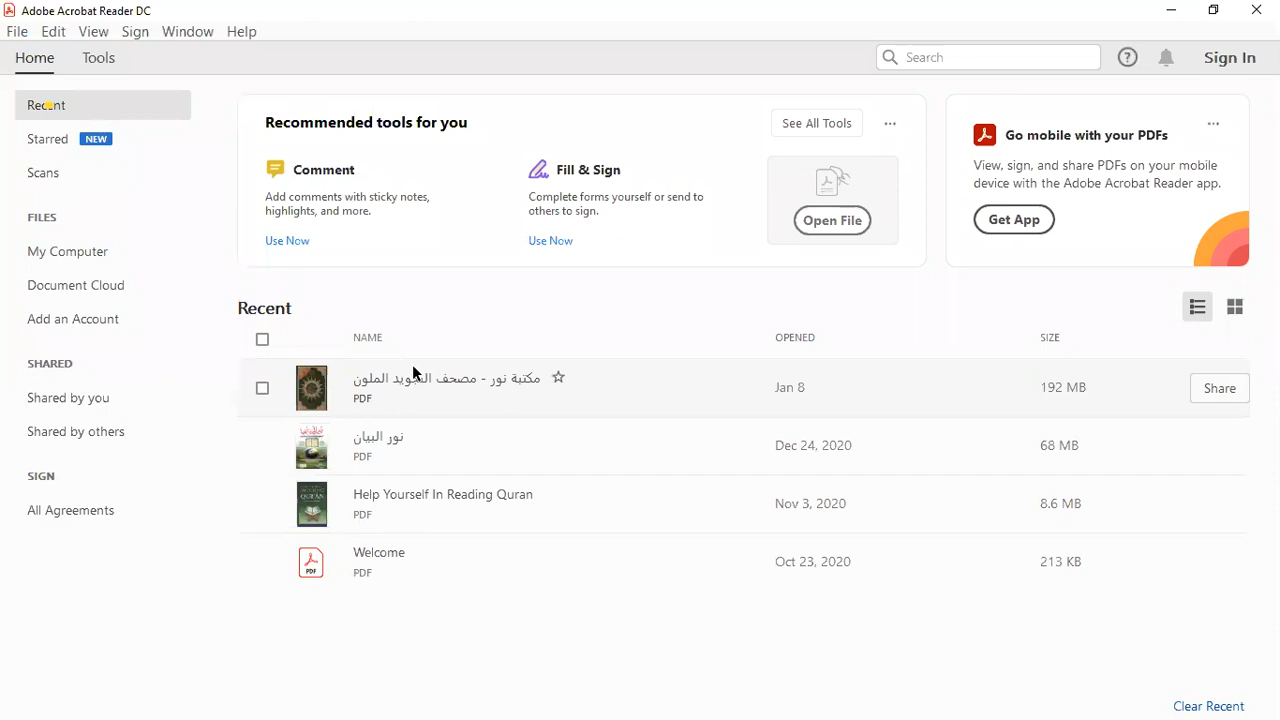 Adobe Acrobat Reader DC
File Edit View Sign Window Help
Home Tools Search ? Sign In
Recent
Starred NEW
Scans
FILES
My Computer
Document Cloud
Add an Account
SHARED
Shared by you
Shared by others
SIGN
All Agreements
Recommended tools for you
See All Tools
Comment
Add comments with sticky notes,
highlights, and more.
Use Now
Fill & Sign
Complete forms yourself or send to
others to sign.
Use Now
Open File
Go mobile with your PDFs
View, sign, and share PDFs on your mobile
device with the Adobe Acrobat Reader app.
Get App
Recent
NAME OPENED SIZE
مكتبة نور - مصحف التجويد الملون
PDF
Jan 8 192 MB Share
نور البيان
PDF
Dec 24, 2020 68 MB
Help Yourself In Reading Quran
PDF
Nov 3, 2020 8.6 MB
Welcome
PDF
Oct 23, 2020 213 KB
Clear Recent